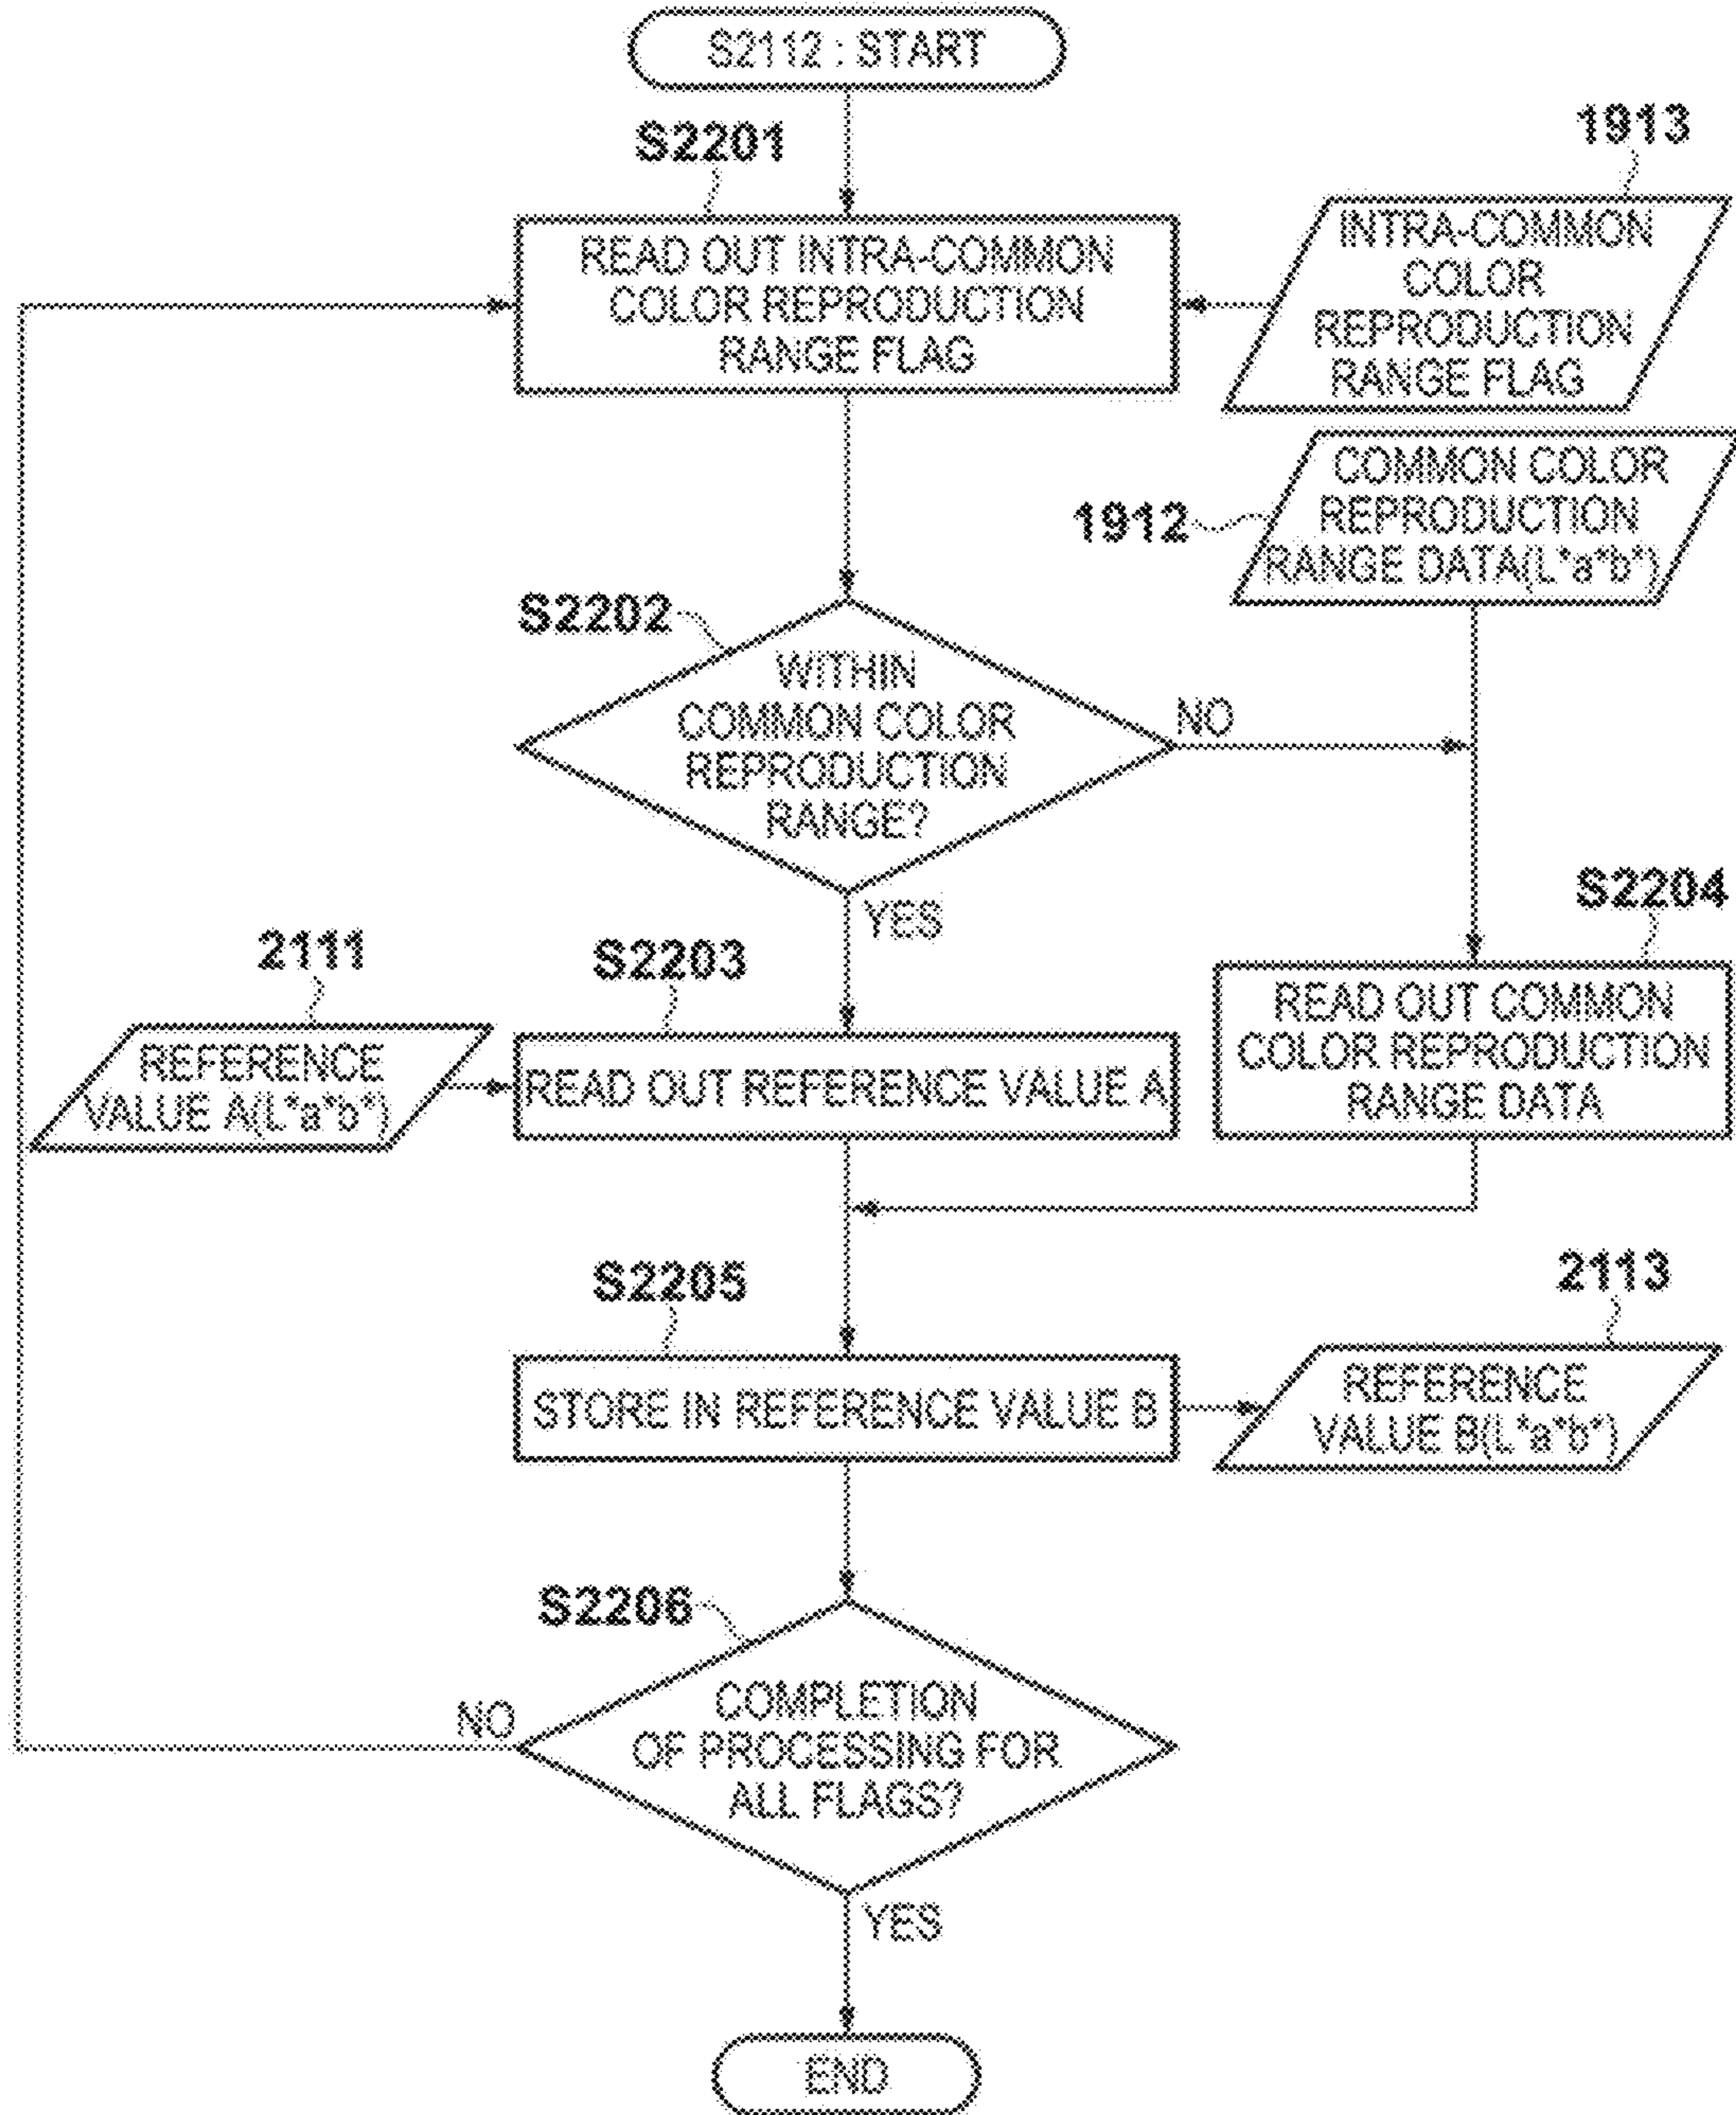 S2112 : START
S2201
1913
READ OUT INTRA-COMMON
COLOR REPRODUCTION
RANGE FLAG
INTRA-COMMON
COLOR
REPRODUCTION
RANGE FLAG
COMMON COLOR
REPRODUCTION
RANGE DATA(L*a*b*)
1912
S2202
WITHIN
COMMON COLOR
REPRODUCTION
RANGE?
NO
YES
S2204
2111
S2203
READ OUT COMMON
COLOR REPRODUCTION
RANGE DATA
REFERENCE
VALUE A(L*a*b*)
READ OUT REFERENCE VALUE A
S2205
2113
STORE IN REFERENCE VALUE B
REFERENCE
VALUE B(L*a*b*)
S2206
COMPLETION
OF PROCESSING FOR
ALL FLAGS?
NO
YES
END